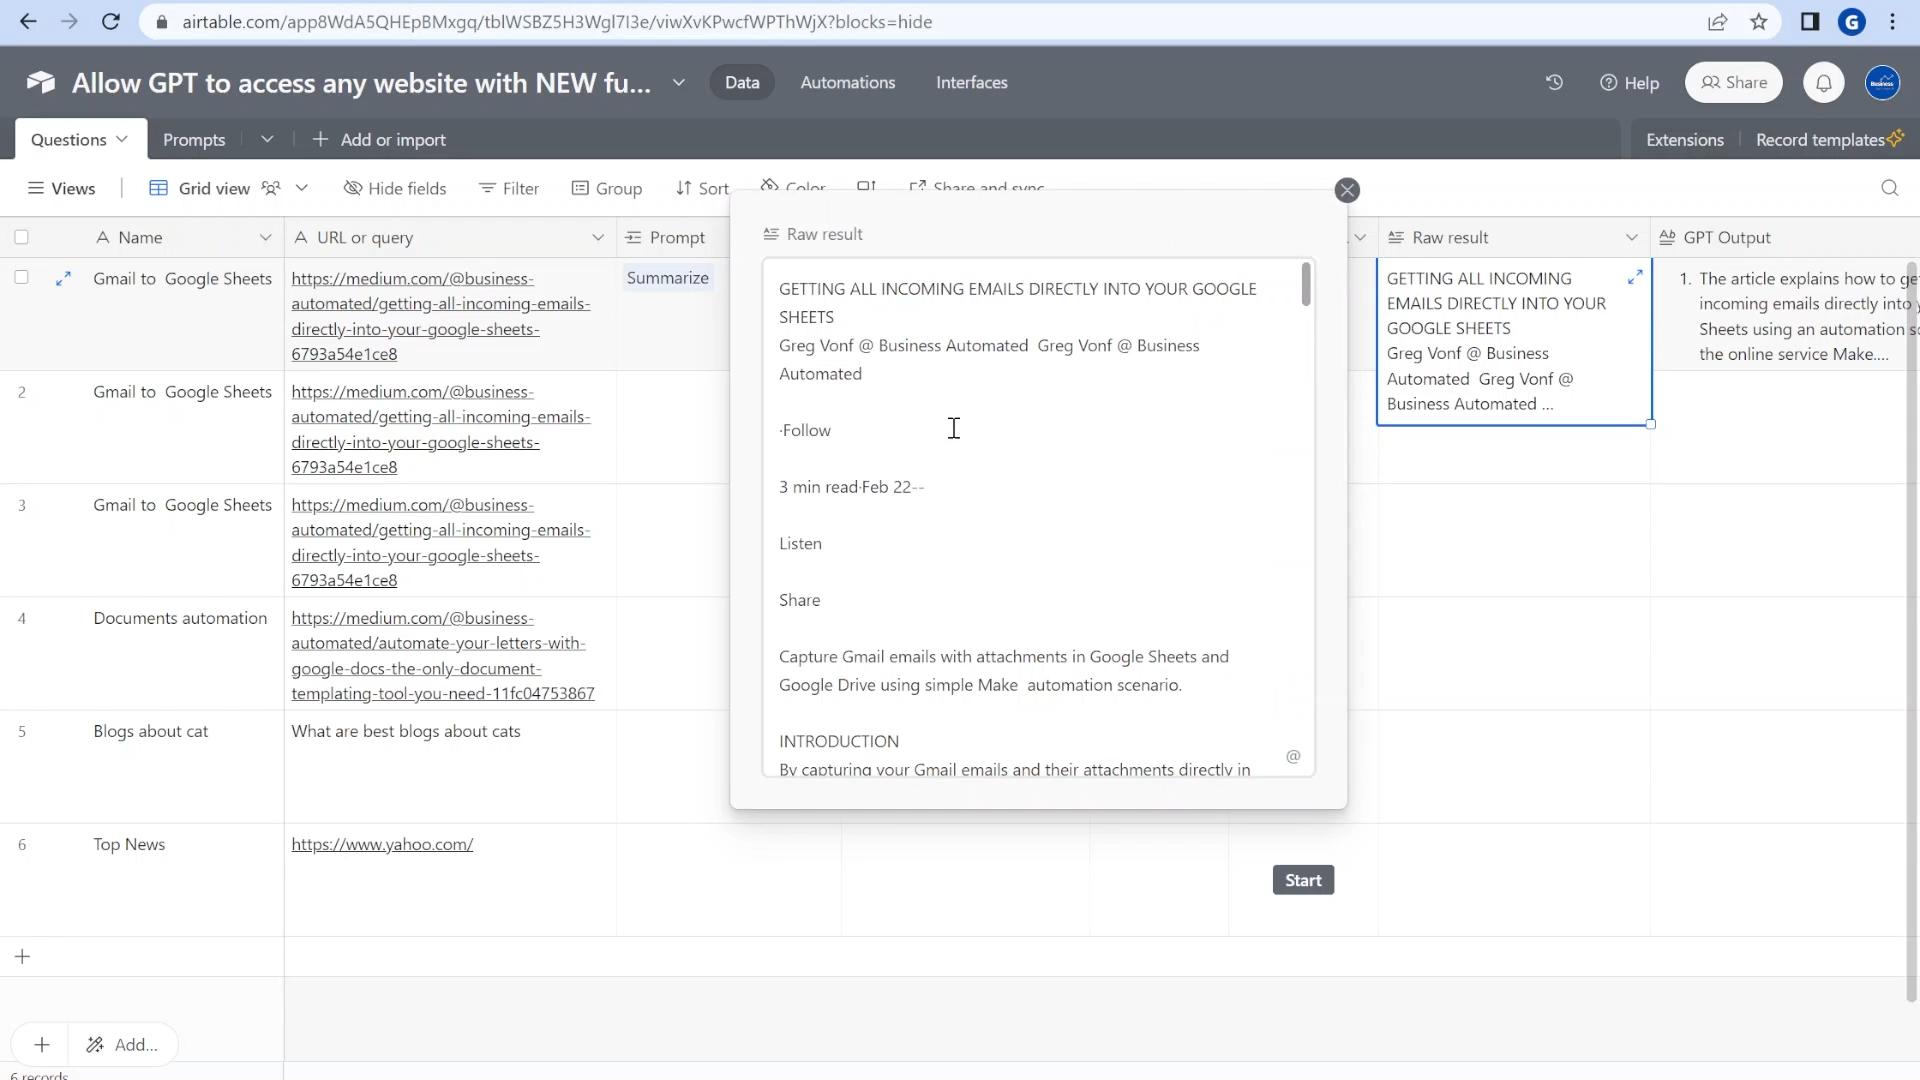 airtable.com/app8WdA5QHEpBMxgq/tblWSBZ5H3Wgl7I3e/viwXvKPwcfWPThWjX?blocks=hide
G
Allow GPT to access any website with NEW fu...
Data
Automations
Interfaces
Help
Share
Business
Questions
Prompts
Add or import
Extensions
Record templates
Views
Grid view
Hide fields
Filter
Group
Sort
Color
Share and sync
Name
URL or query
Prompt
Raw result
GPT Output
Gmail to Google Sheets
https://medium.com/@business-
automated/getting-all-incoming-emails-
directly-into-your-google-sheets-
6793a54e1ce8
Summarize
GETTING ALL INCOMING
EMAILS DIRECTLY INTO YOUR
GOOGLE SHEETS
Greg Vonf @ Business
Automated Greg Vonf @
Business Automated ...
1. The article explains how to ge
incoming emails directly into
Sheets using an automation
the online service Make....
2
Gmail to Google Sheets
https://medium.com/@business-
automated/getting-all-incoming-emails-
directly-into-your-google-sheets-
6793a54e1ce8
3
Gmail to Google Sheets
https://medium.com/@business-
automated/getting-all-incoming-emails-
directly-into-your-google-sheets-
6793a54e1ce8
4
Documents automation
https://medium.com/@business-
automated/automate-your-letters-with-
google-docs-the-only-document-
templating-tool-you-need-11fc04753867
5
Blogs about cat
What are best blogs about cats
6
Top News
https://www.yahoo.com/
Start
Raw result
GETTING ALL INCOMING EMAILS DIRECTLY INTO YOUR GOOGLE
SHEETS
Greg Vonf @ Business Automated Greg Vonf @ Business
Automated
·Follow
3 min read·Feb 22--
Listen
Share
Capture Gmail emails with attachments in Google Sheets and
Google Drive using simple Make automation scenario.
INTRODUCTION
By capturing your Gmail emails and their attachments directly in
@
+
Add...
6 records